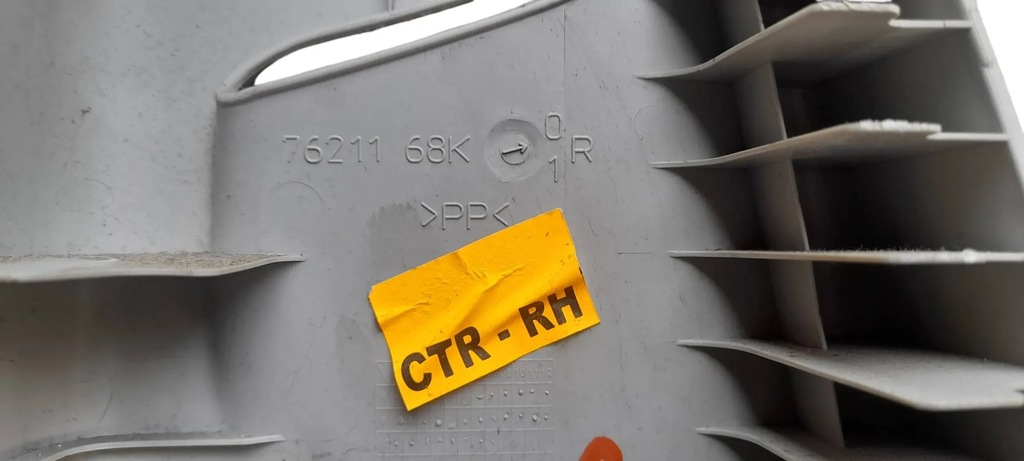 76211 68K 0 R
1
>PP<
CTR - RH